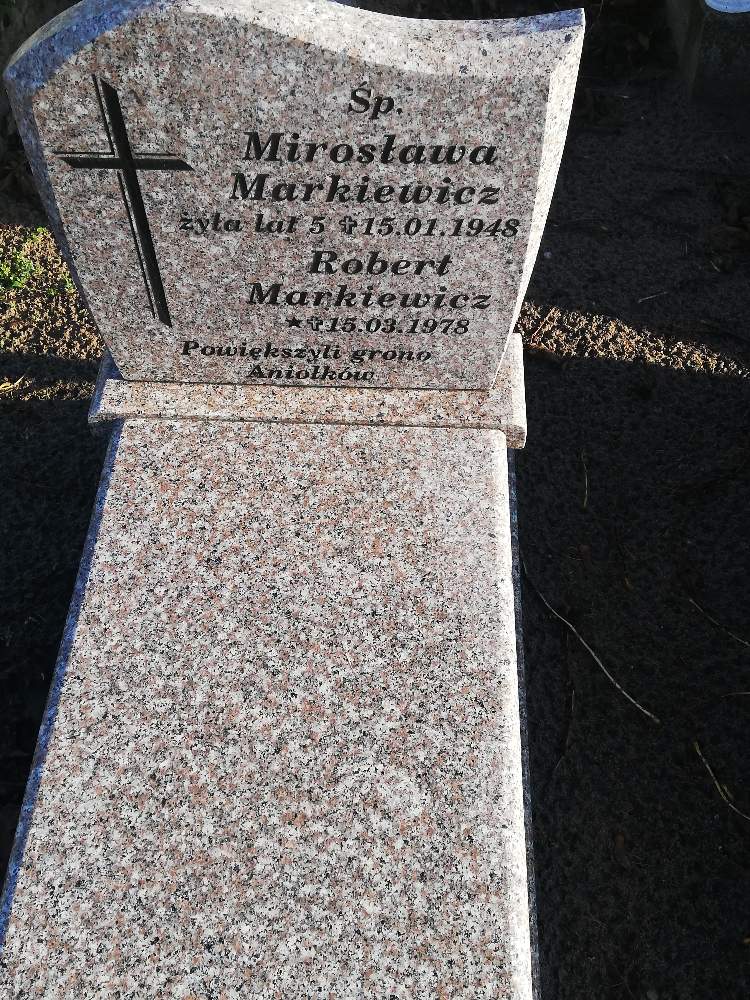 Śp.
Mirosława
Markiewicz
żyła lat 5 ✞15.01.1948
Robert
Markiewicz
★✞15.03.1978
Powiększyli grono
Aniołków